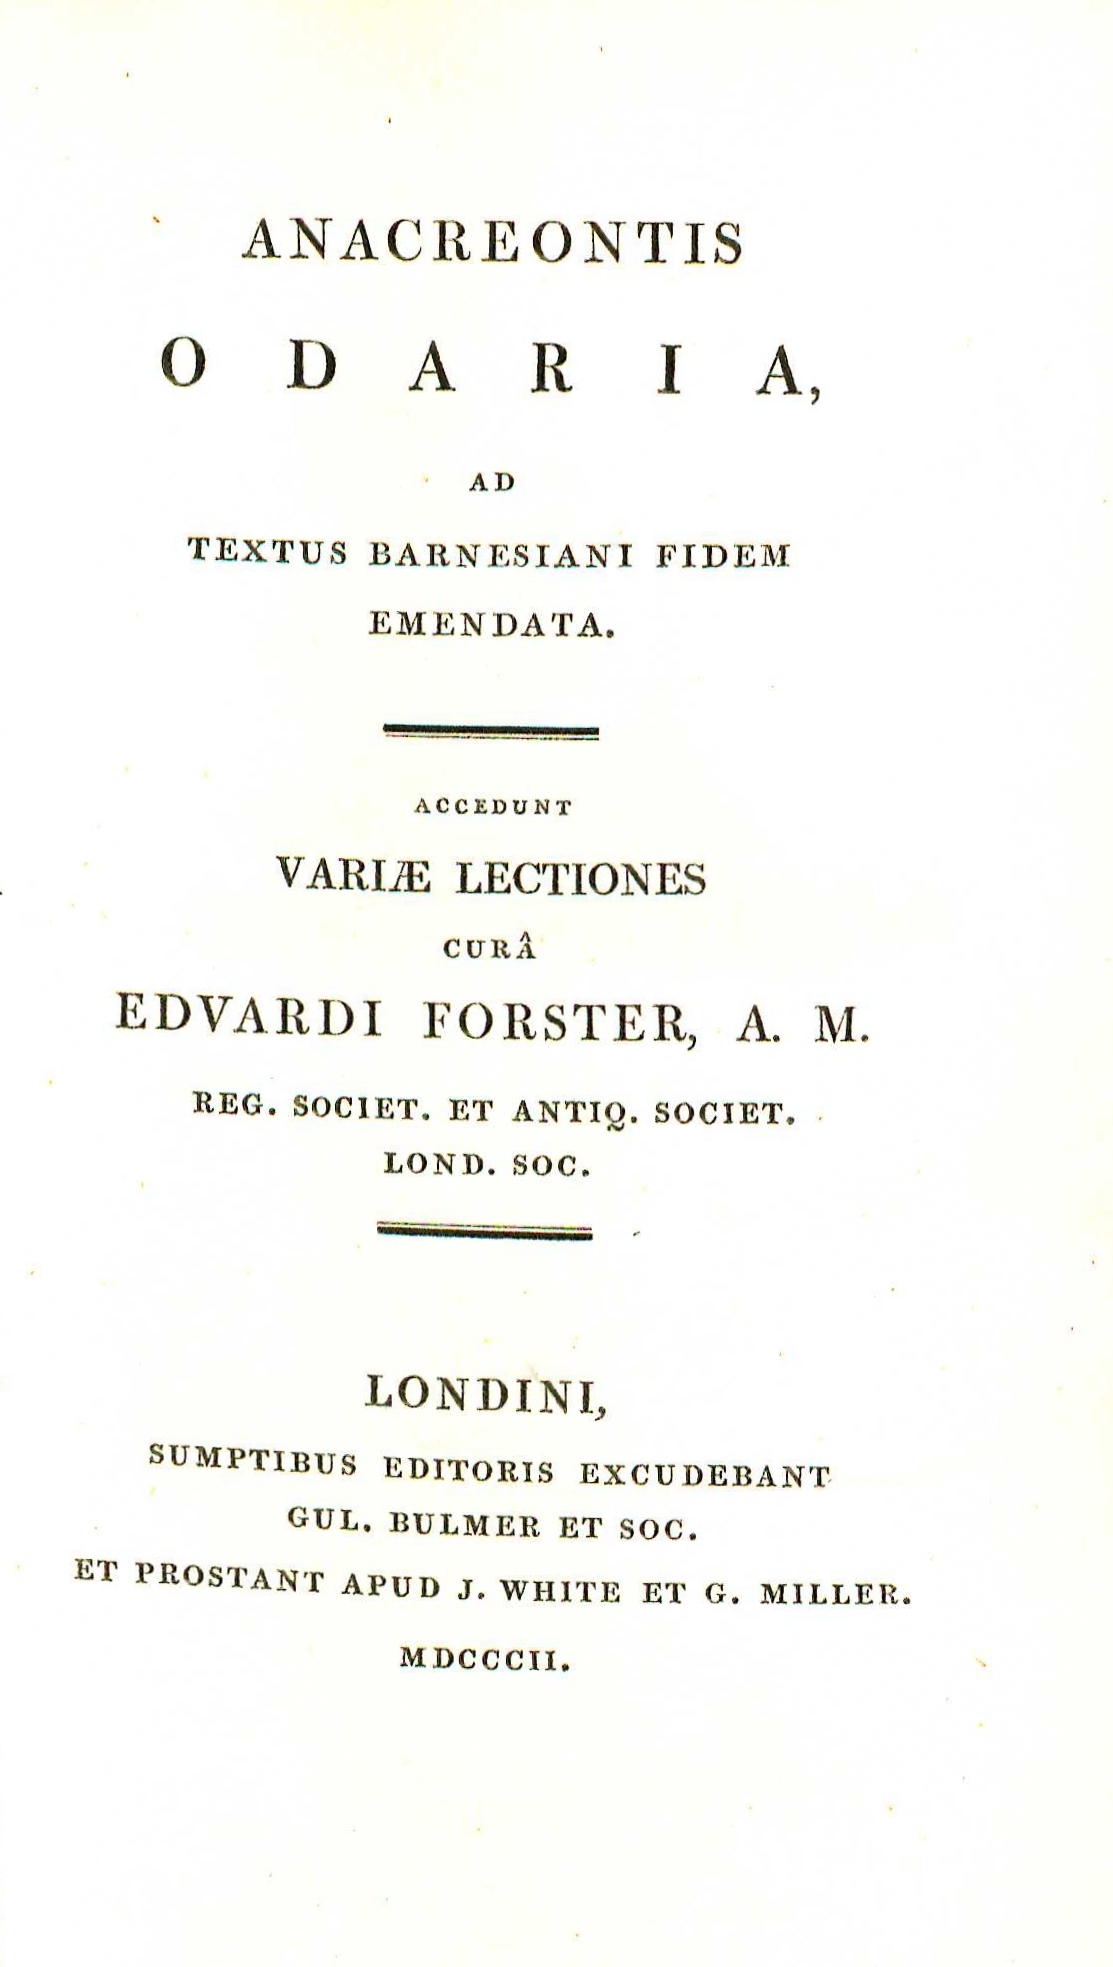 ANACREONTIS
ODARIA,
AD
TEXTUS BARNESIANI FIDEM
EMENDATA.
ACCEDUNT
VARIÆ LECTIONES
CURÂ
EDVARDI FORSTER, A. M.
REG. SOCIET. ET ANTIQ. SOCIET.
LOND. SOC.
LONDINI,
SUMPTIBUS EDITORIS EXCUDEBANT
GUL. BULMER ET SOC.
ET PROSTANT APUD J. WHITE ET G. MILLER.
MDCCCII.